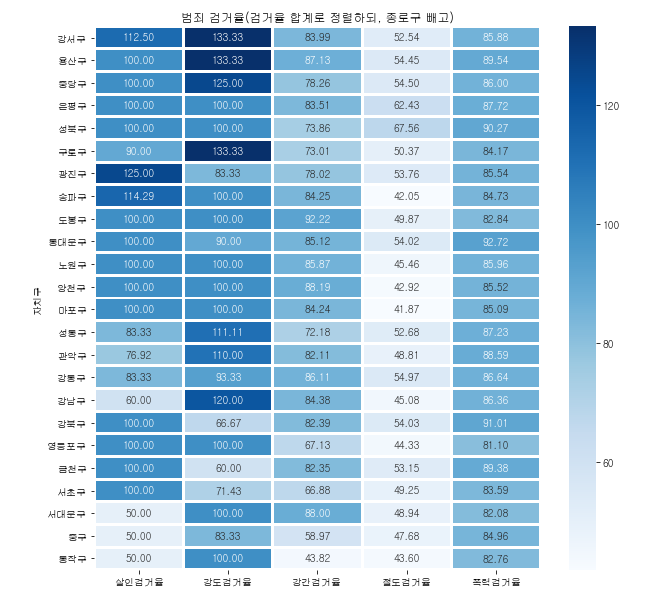 범죄 검거율(검거율 합계로 정렬하되, 종로구 빼고)
강서구 112.50 133.33 83.99 52.54 85.88
용산구 100.00 133.33 87.13 54.45 89.54
중랑구 100.00 125.00 78.26 54.50 86.00
은평구 100.00 100.00 83.51 62.43 87.72
성북구 100.00 100.00 73.86 67.56 90.27
구로구 90.00 133.33 73.01 50.37 84.17
광진구 125.00 83.33 78.02 53.76 85.54
송파구 114.29 100.00 84.25 42.05 84.73
도봉구 100.00 100.00 92.22 49.87 82.84
동대문구 100.00 90.00 85.12 54.02 92.72
노원구 100.00 100.00 85.87 45.46 85.96
양천구 100.00 100.00 88.19 42.92 85.52
마포구 100.00 100.00 84.24 41.87 85.09
성동구 83.33 111.11 72.18 52.68 87.23
관악구 76.92 110.00 82.11 48.81 88.59
강동구 83.33 93.33 86.11 54.97 86.64
강남구 60.00 120.00 84.38 45.08 86.36
강북구 100.00 66.67 82.39 54.03 91.01
영등포구 100.00 100.00 67.13 44.33 81.10
금천구 100.00 60.00 82.35 53.15 89.38
서초구 100.00 71.43 66.88 49.25 83.59
서대문구 50.00 100.00 88.00 48.94 82.08
중구 50.00 83.33 58.97 47.68 84.96
동작구 50.00 100.00 43.82 43.60 82.76
살인검거율 강도검거율 강간검거율 절도검거율 폭력검거율
자치구
120
100
80
60